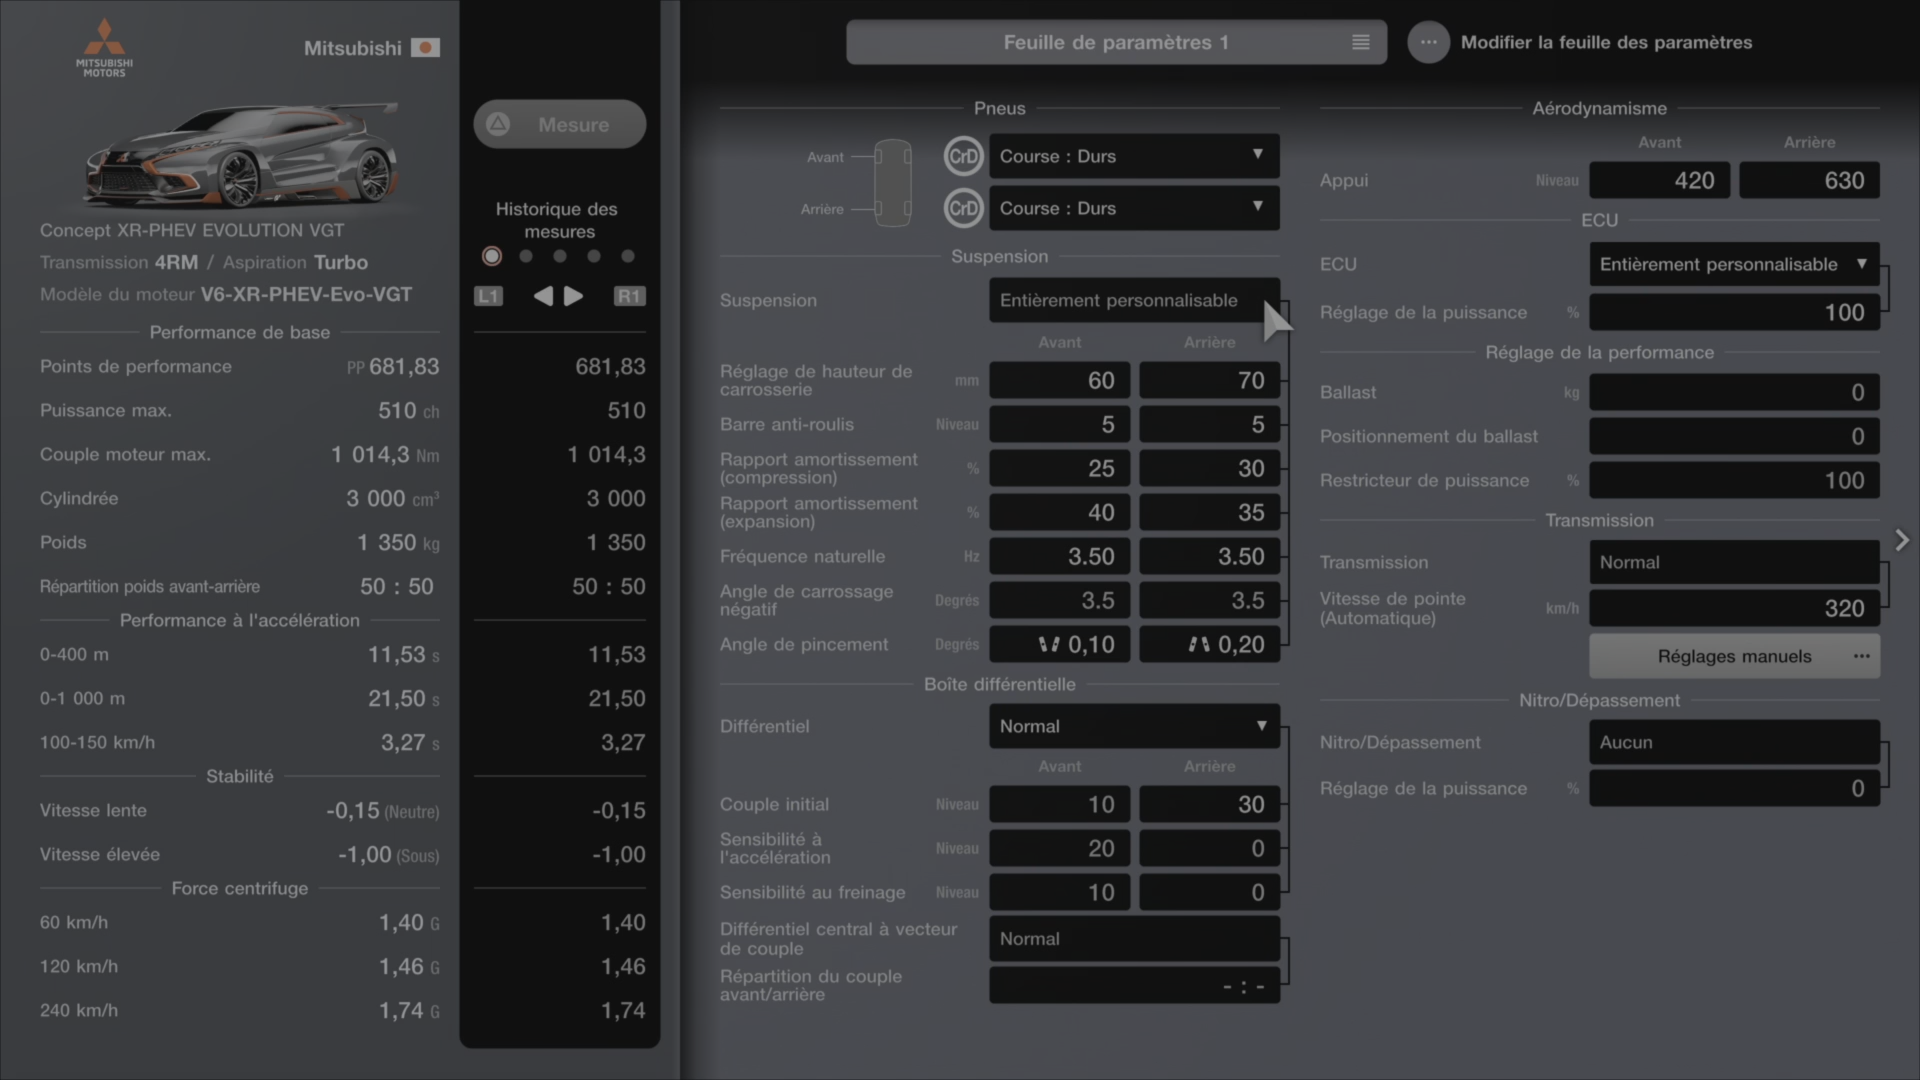 MITSUBISHI
MOTORS
Mitsubishi
Concept XR-PHEV EVOLUTION VGT
Transmission 4RM / Aspiration Turbo
Modèle du moteur V6-XR-PHEV-Evo-VGT
Performance de base
Points de performance PP 681,83
Puissance max. 510 ch
Couple moteur max. 1 014,3 Nm
Cylindrée 3 000 cm³
Poids 1 350 kg
Répartition poids avant-arrière 50 : 50
Performance à l'accélération
0-400 m 11,53 s
0-1 000 m 21,50 s
100-150 km/h 3,27 s
Stabilité
Vitesse lente -0,15 (Neutre)
Vitesse élevée -1,00 (Sous)
Force centrifuge
60 km/h 1,40 G
120 km/h 1,46 G
240 km/h 1,74 G
Mesure
Historique des
mesures
L1 R1
681,83
510
1 014,3
3 000
1 350
50 : 50
11,53
21,50
3,27
-0,15
-1,00
1,40
1,46
1,74
Feuille de paramètres 1
Modifier la feuille des paramètres
Pneus
Avant CrD Course : Durs
Arrière CrD Course : Durs
Suspension
Suspension Entièrement personnalisable
Avant Arrière
Réglage de hauteur de
carrosserie mm 60 70
Barre anti-roulis Niveau 5 5
Rapport amortissement
(compression) % 25 30
Rapport amortissement
(expansion) % 40 35
Fréquence naturelle Hz 3.50 3.50
Angle de carrossage
négatif Degrés 3.5 3.5
Angle de pincement Degrés 0,10 0,20
Boîte différentielle
Différentiel Normal
Avant Arrière
Couple initial Niveau 10 30
Sensibilité à
l'accélération Niveau 20 0
Sensibilité au freinage Niveau 10 0
Différentiel central à vecteur
de couple Normal
Répartition du couple
avant/arrière - : -
Aérodynamisme
Avant Arrière
Appui Niveau 420 630
ECU
ECU Entièrement personnalisable
Réglage de la puissance % 100
Réglage de la performance
Ballast kg 0
Positionnement du ballast 0
Restricteur de puissance % 100
Transmission
Transmission Normal
Vitesse de pointe
(Automatique) km/h 320
Réglages manuels
Nitro/Dépassement
Nitro/Dépassement Aucun
Réglage de la puissance % 0